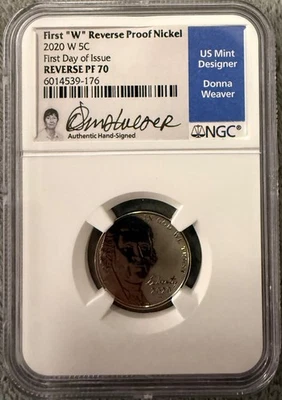 First "W" Reverse Proof Nickel
2020 W 5C
First Day of Issue
REVERSE PF 70
6014539-176
Authentic Hand-Signed
US Mint
Designer
Donna
Weaver
NGC